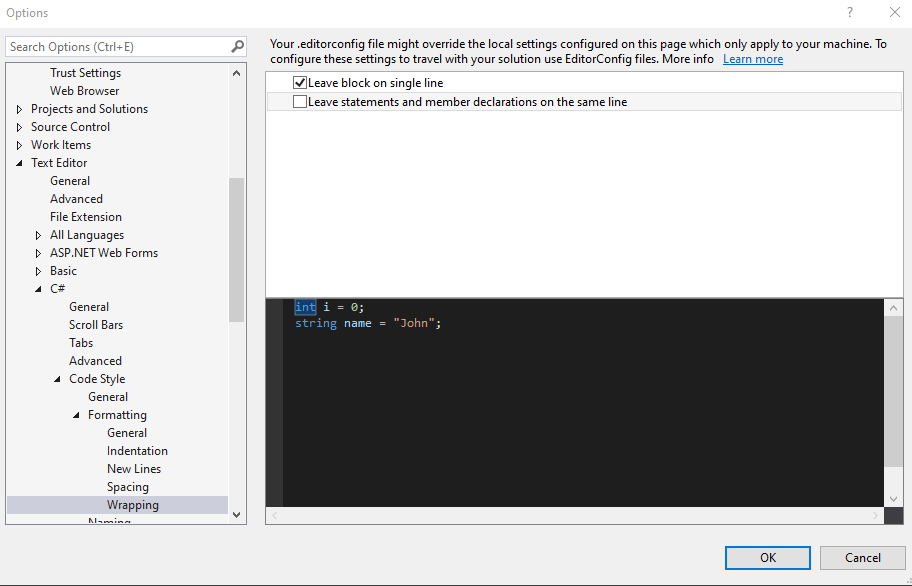 Options
?
Search Options (Ctrl+E)
Your .editorconfig file might override the local settings configured on this page which only apply to your machine. To
configure these settings to travel with your solution use EditorConfig files. More info Learn more
Trust Settings
Web Browser
Projects and Solutions
Source Control
Work Items
Text Editor
General
Advanced
File Extension
All Languages
ASP.NET Web Forms
Basic
C#
General
Scroll Bars
Tabs
Advanced
Code Style
General
Formatting
General
Indentation
New Lines
Spacing
Wrapping
Naming
Leave block on single line
Leave statements and member declarations on the same line
int i = 0;
string name = "John";
OK
Cancel